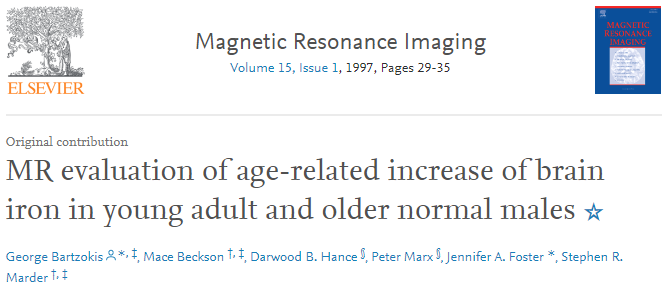 ELSEVIER
Magnetic Resonance Imaging
Volume 15, Issue 1, 1997, Pages 29-35
MAGNETIC
RESONANCE
IMAGING
Original contribution
MR evaluation of age-related increase of brain
iron in young adult and older normal males ☆
George Bartzokis *, ‡, Mace Beckson †, ‡, Darwood B. Hance §, Peter Marx §, Jennifer A. Foster *, Stephen R.
Marder †, ‡